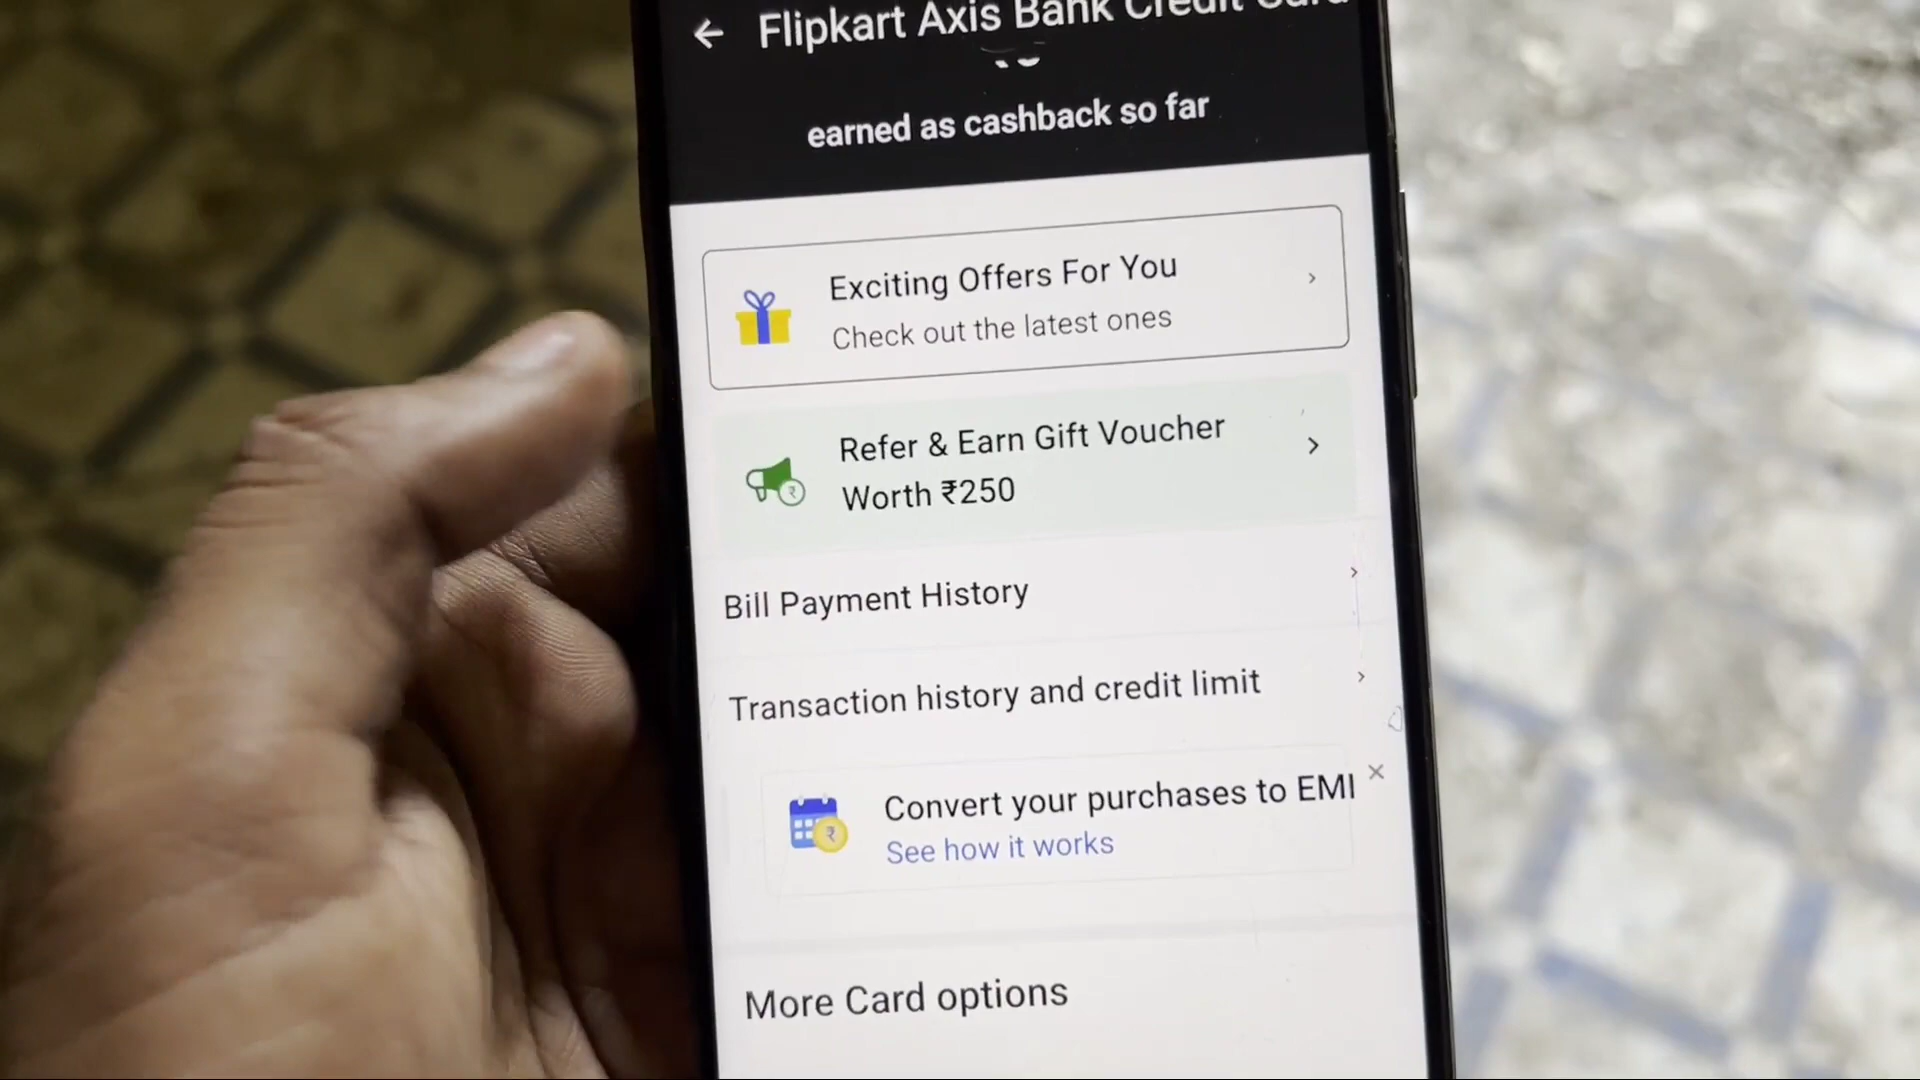 Flipkart Axis Bank Credit Card
earned as cashback so far
Exciting Offers For You
Check out the latest ones
Refer & Earn Gift Voucher
Worth ₹250
Bill Payment History
Transaction history and credit limit
Convert your purchases to EMI
See how it works
More Card options